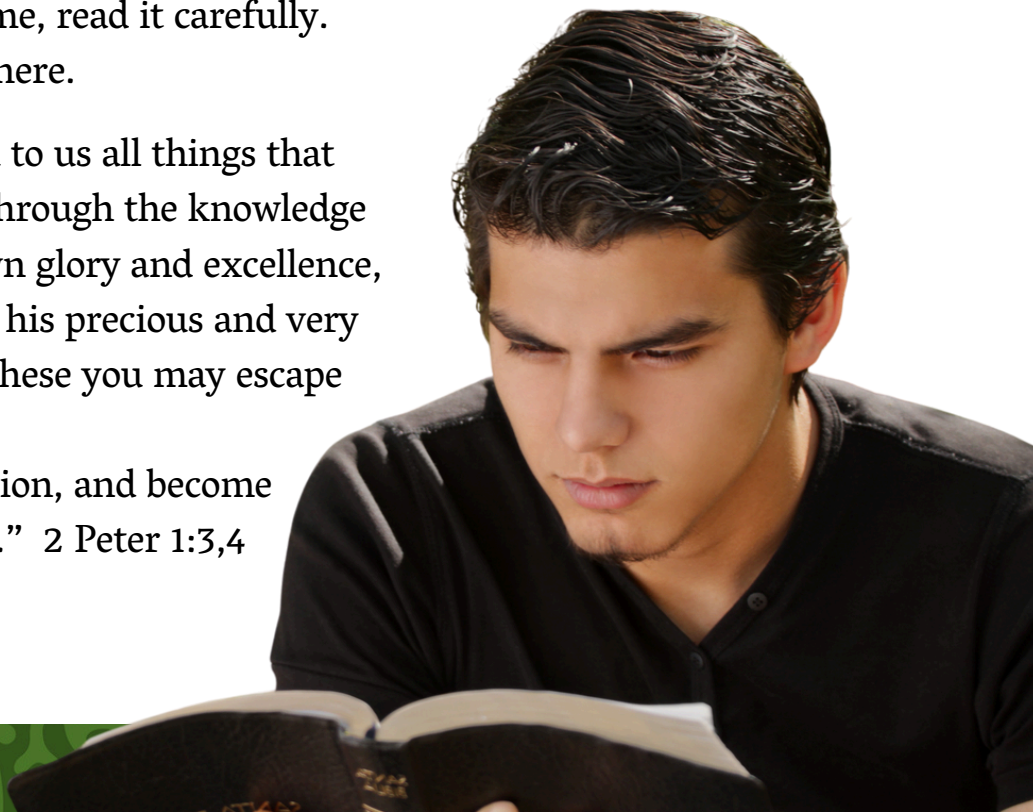 me, read it carefully.
here.
to us all things that
hrough the knowledge
n glory and excellence,
his precious and very
hese you may escape
ion, and become
.” 2 Peter 1:3,4